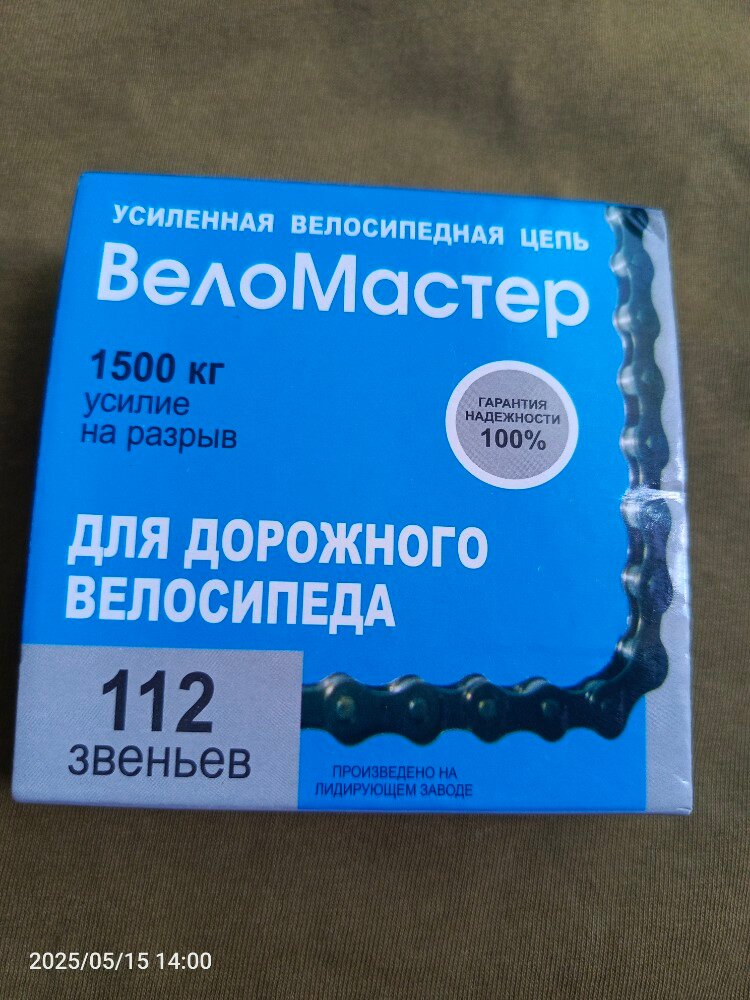 УСИЛЕННАЯ ВЕЛОСИПЕДНАЯ ЦЕПЬ
ВелоМастер
1500 кг
усилие
на разрыв
ГАРАНТИЯ
НАДЕЖНОСТИ
100%
ДЛЯ ДОРОЖНОГО
ВЕЛОСИПЕДА
112
звеньев
ПРОИЗВЕДЕНО НА
ЛИДИРУЮЩЕМ ЗАВОДЕ
2025/05/15 14:00